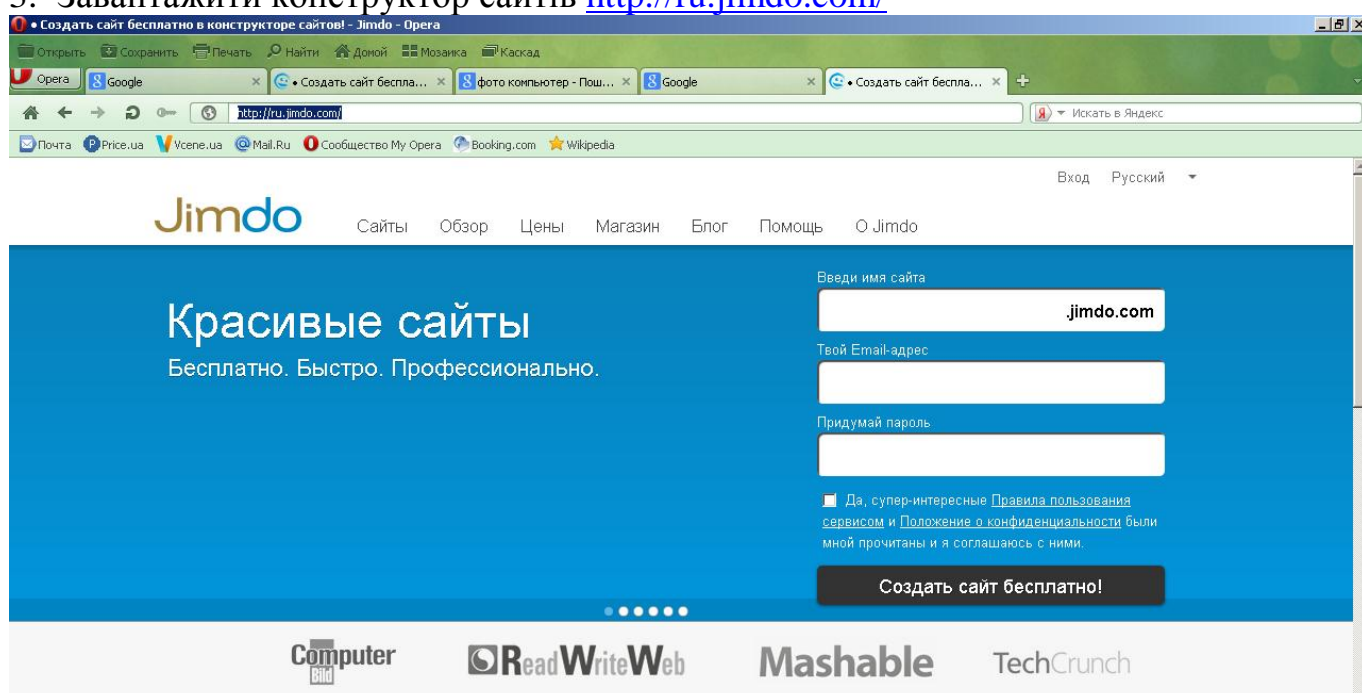 3. Завантажити конструктор сайтів http://ru.jimdo.com/
• Создать сайт бесплатно в конструкторе сайтов! - Jimdo - Opera
Открыть Сохранить Печать Найти Домой Мозаика Каскад
Opera Google • Создать сайт беспла... фото компьютер - Пош... Google • Создать сайт беспла...
http://ru.jimdo.com/ Искать в Яндекс
Почта Price.ua Vcene.ua Mail.Ru Сообщество My Opera Booking.com Wikipedia
Вход Русский
Jimdo Сайты Обзор Цены Магазин Блог Помощь О Jimdo
Введи имя сайта
.jimdo.com
Красивые сайты
Бесплатно. Быстро. Профессионально.
Твой Email-адрес
Придумай пароль
Да, супер-интересные Правила пользования
сервисом и Положение о конфиденциальности были
мной прочитаны и я соглашаюсь с ними.
Создать сайт бесплатно!
Computer Bild ReadWriteWeb Mashable TechCrunch